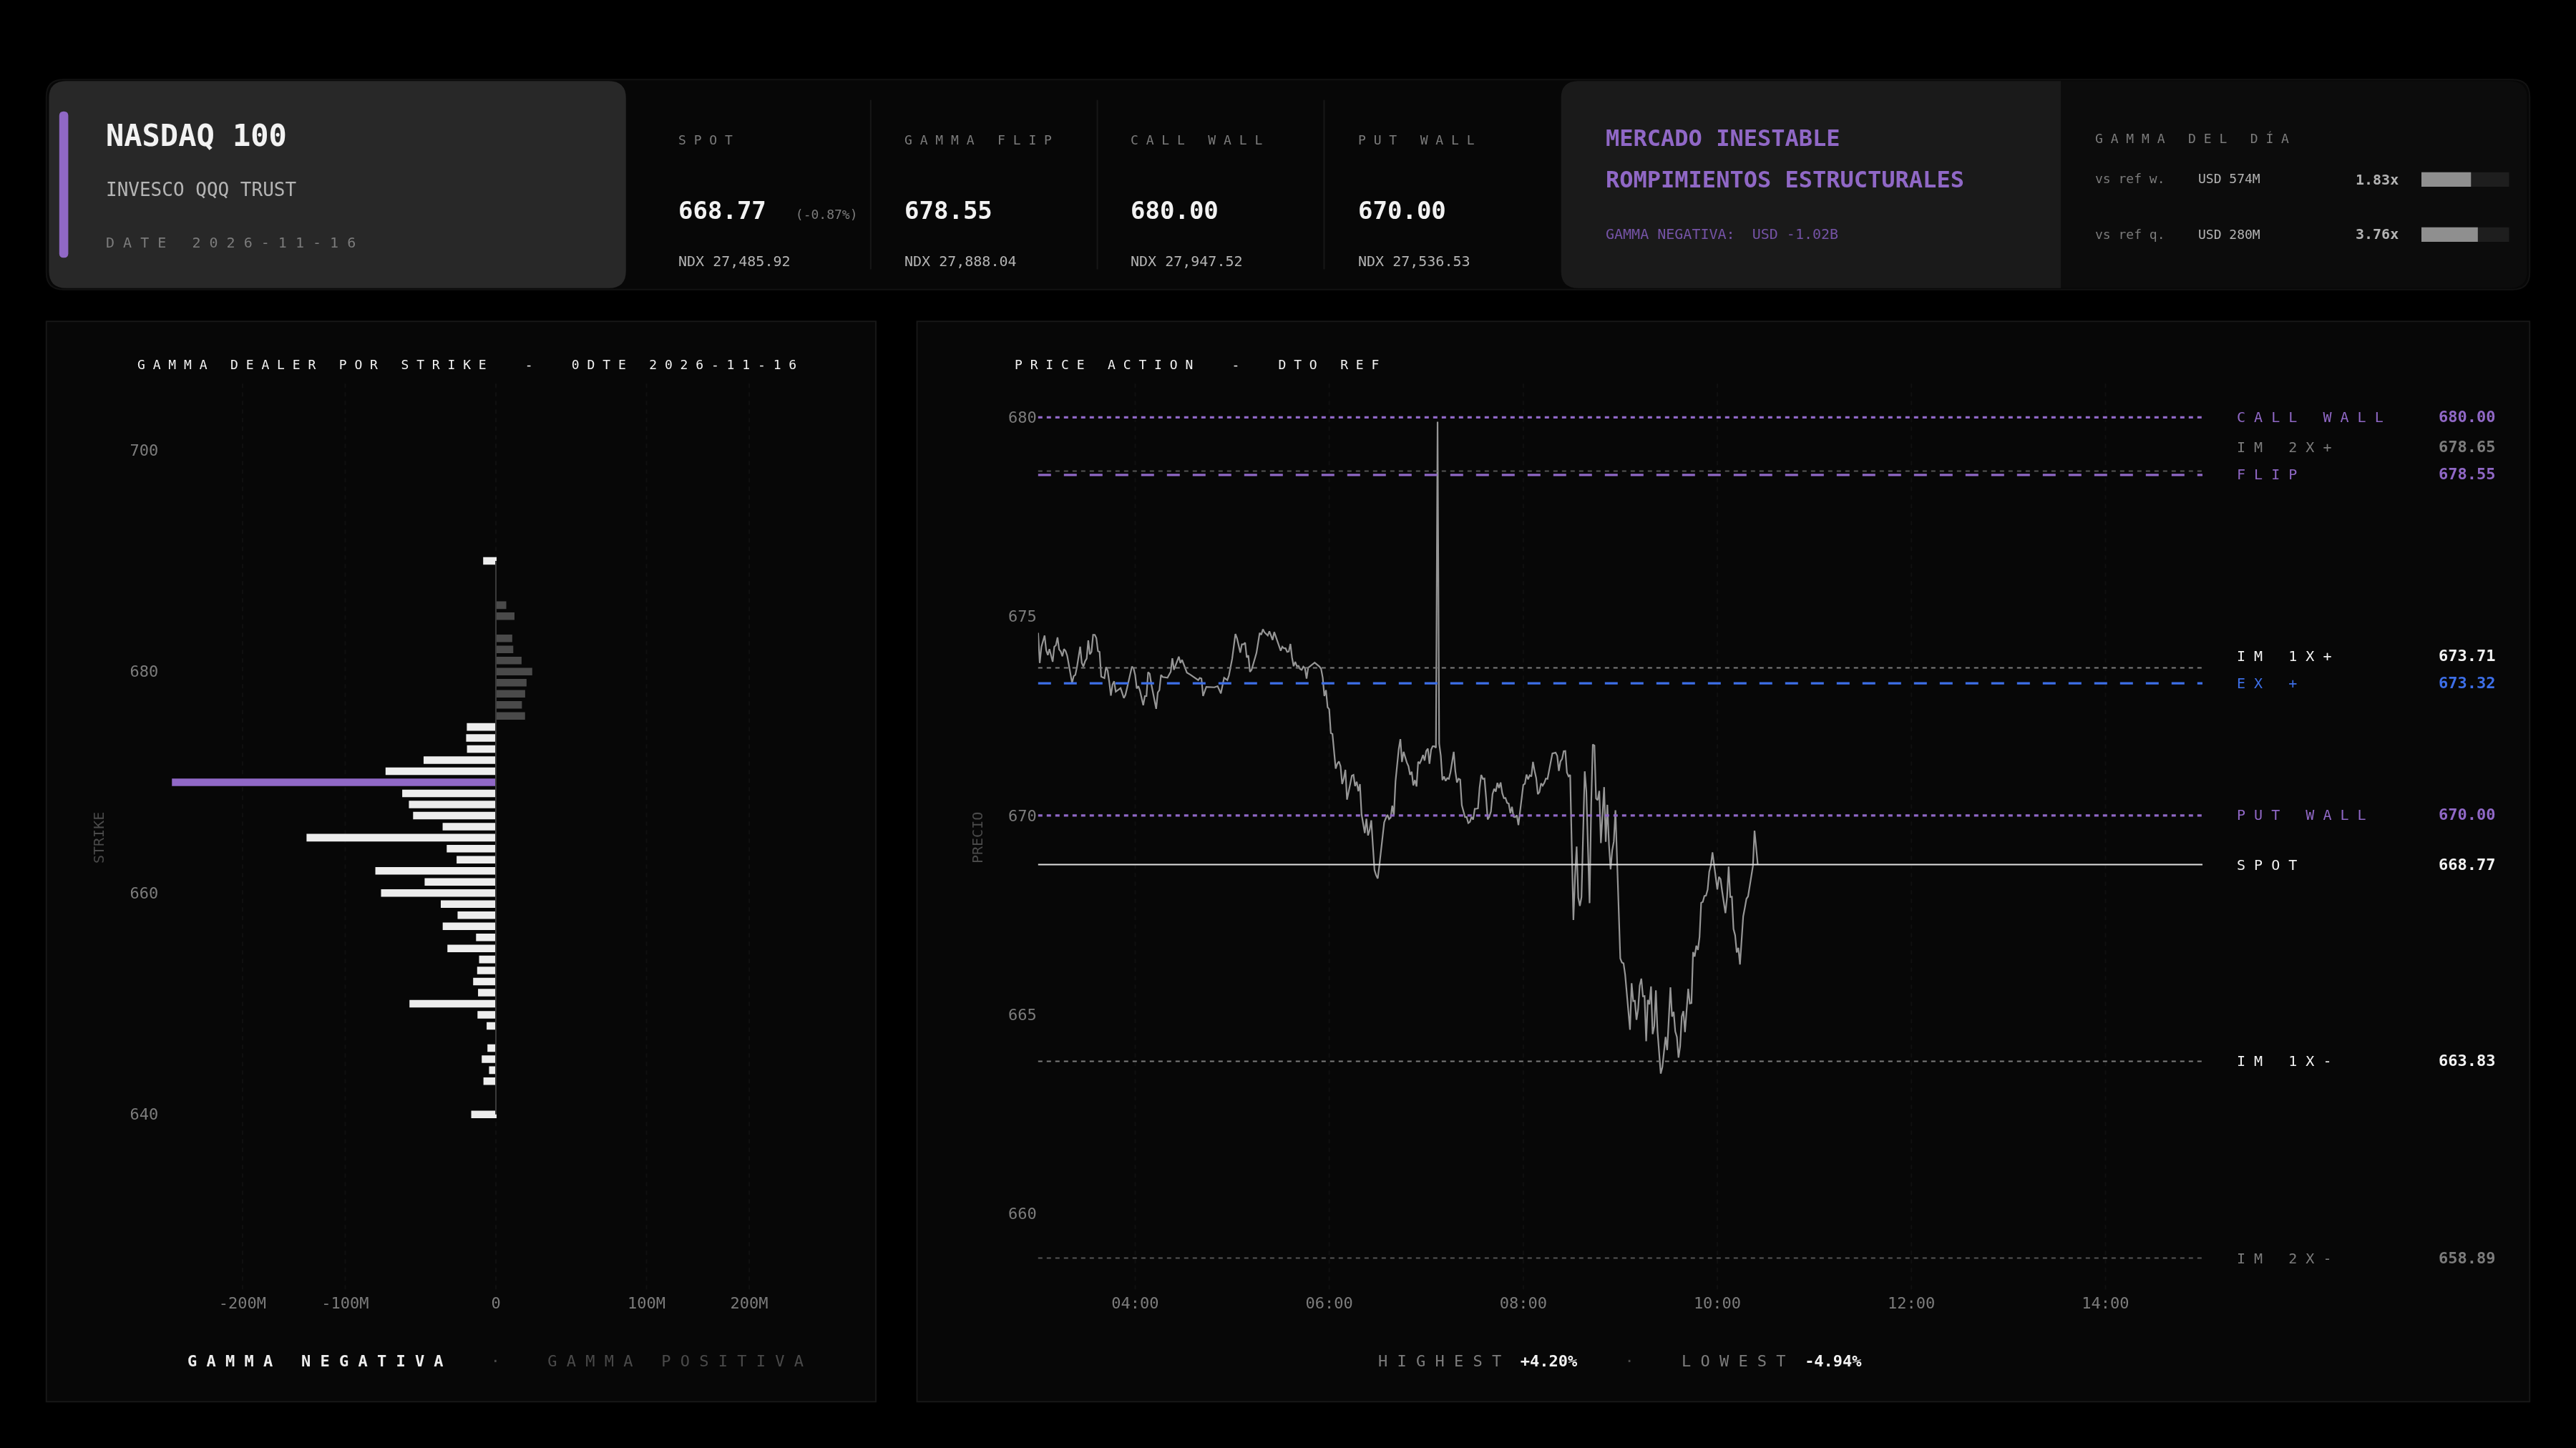 NASDAQ 100
INVESCO QQQ TRUST
DATE 2026-11-16
SPOT
668.77 (-0.87%)
NDX 27,485.92
GAMMA FLIP
678.55
NDX 27,888.04
CALL WALL
680.00
NDX 27,947.52
PUT WALL
670.00
NDX 27,536.53
MERCADO INESTABLE
ROMPIMIENTOS ESTRUCTURALES
GAMMA NEGATIVA: USD -1.02B
GAMMA DEL DÍA
vs ref w. USD 574M 1.83x
vs ref q. USD 280M 3.76x
GAMMA DEALER POR STRIKE - 0DTE 2026-11-16
700
680
660
640
STRIKE
-200M -100M 0 100M 200M
GAMMA NEGATIVA · GAMMA POSITIVA
PRICE ACTION - DTO REF
680
675
670
665
660
PRECIO
CALL WALL 680.00
IM 2X+ 678.65
FLIP 678.55
IM 1X+ 673.71
EX + 673.32
PUT WALL 670.00
SPOT 668.77
IM 1X- 663.83
IM 2X- 658.89
04:00 06:00 08:00 10:00 12:00 14:00
HIGHEST +4.20% · LOWEST -4.94%